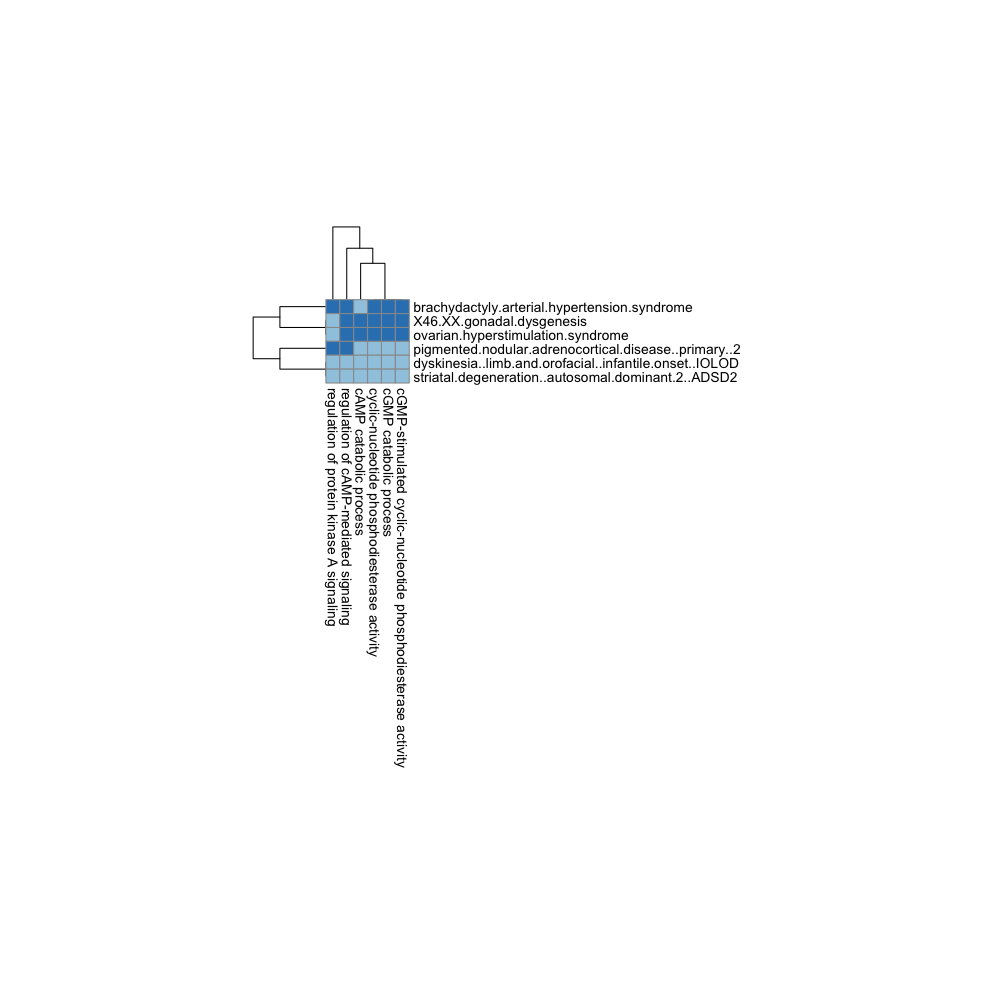 brachydactyly.arterial.hypertension.syndrome
X46.XX.gonadal.dysgenesis
ovarian.hyperstimulation.syndrome
pigmented.nodular.adrenocortical.disease..primary..2
dyskinesia..limb.and.orofacial..infantile.onset..IOLOD
striatal.degeneration..autosomal.dominant.2..ADSD2
regulation of protein kinase A signaling
regulation of cAMP-mediated signaling
cAMP catabolic process
cyclic-nucleotide phosphodiesterase activity
cGMP catabolic process
cGMP-stimulated cyclic-nucleotide phosphodiesterase activity